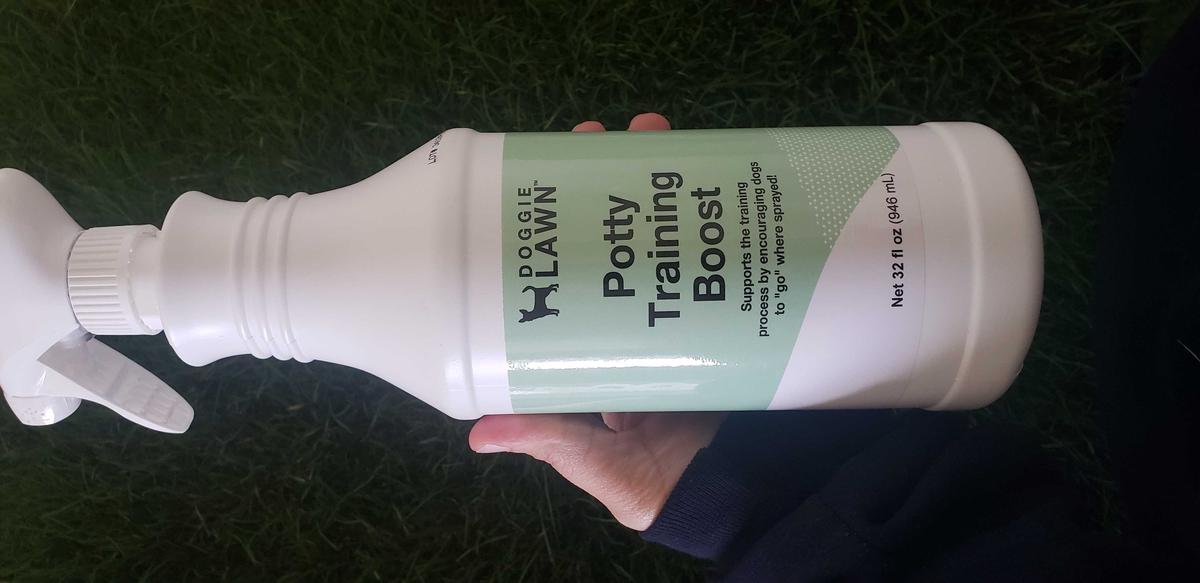 DOGGIE
LAWN™
Potty
Training
Boost
Supports the training
process by encouraging dogs
to "go" where sprayed!
Net 32 fl oz (946 mL)
LOT#